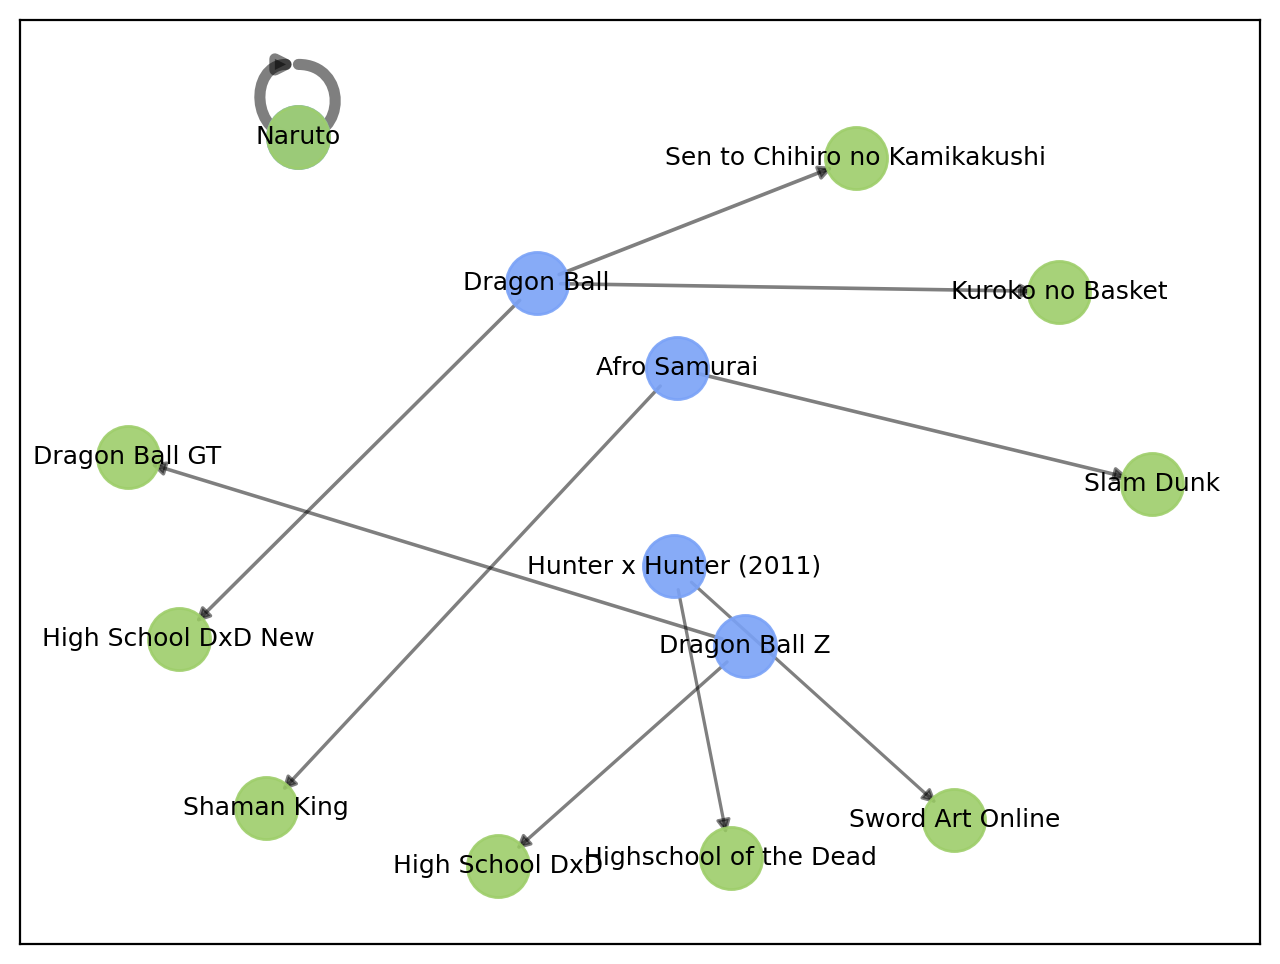 Naruto
Sen to Chihiro no Kamikakushi
Dragon Ball
Kuroko no Basket
Afro Samurai
Dragon Ball GT
Slam Dunk
Hunter x Hunter (2011)
High School DxD New
Dragon Ball Z
Shaman King
Sword Art Online
High School DxD
Highschool of the Dead